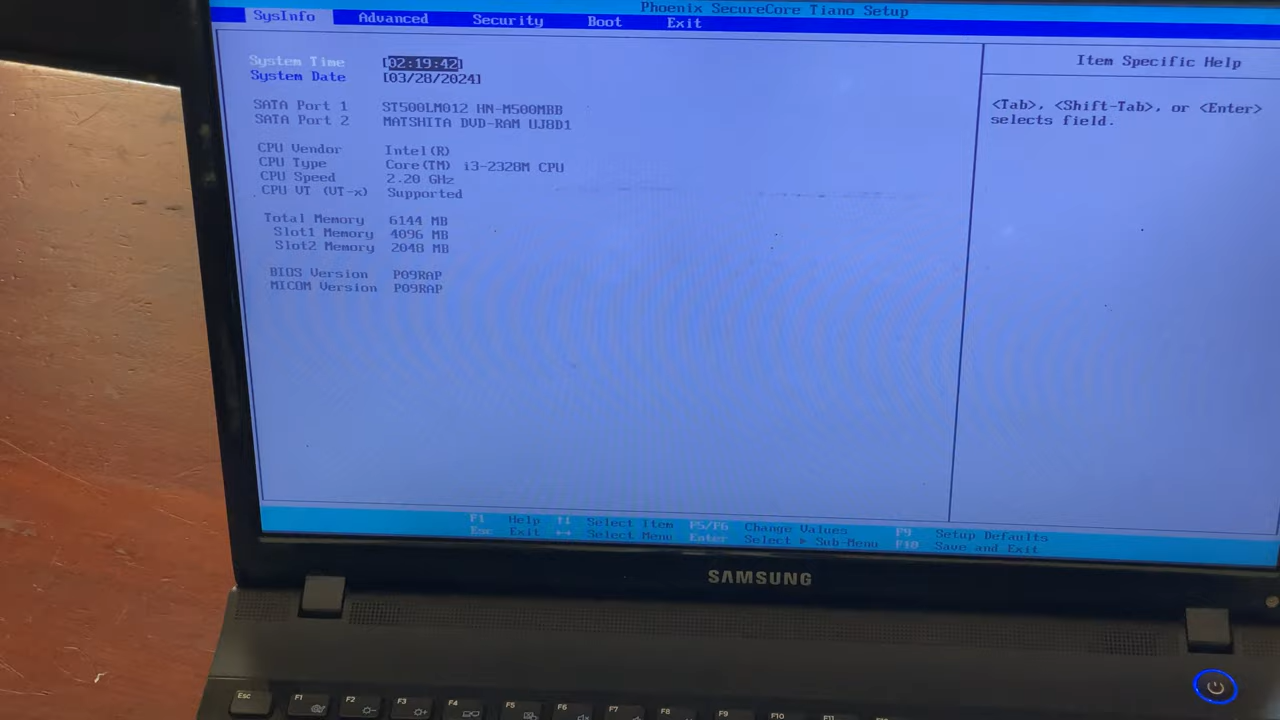 Phoenix SecureCore Tiano Setup
SysInfo Advanced Security Boot Exit
System Time [02:19:42]
System Date [03/28/2024]
SATA Port 1 ST500LM012 HN-M500MBB
SATA Port 2 MATSHITA DVD-RAM UJ8D1
CPU Vendor Intel(R)
CPU Type Core(TM) i3-2328M CPU
CPU Speed 2.20 GHz
CPU VT (VT-x) Supported
Total Memory 6144 MB
Slot1 Memory 4096 MB
Slot2 Memory 2048 MB
BIOS Version P09RAP
MICOM Version P09RAP
Item Specific Help
<Tab>, <Shift-Tab>, or <Enter>
selects field.
F1 Help ↑↓ Select Item F5/F6 Change Values F9 Setup Defaults
Esc Exit ←→ Select Menu Enter Select ▶ Sub-Menu F10 Save and Exit
SAMSUNG
Esc F1 F2 F3 F4 F5 F6 F7 F8 F9 F10 F11